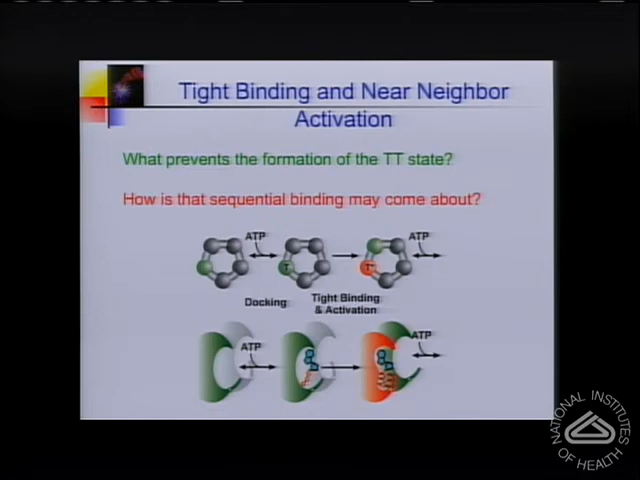 Tight Binding and Near Neighbor
Activation
What prevents the formation of the TT state?
How is that sequential binding may come about?
ATP
ATP
T
T*
Docking
Tight Binding
& Activation
ATP
ATP
NATIONAL INSTITUTES
OF HEALTH